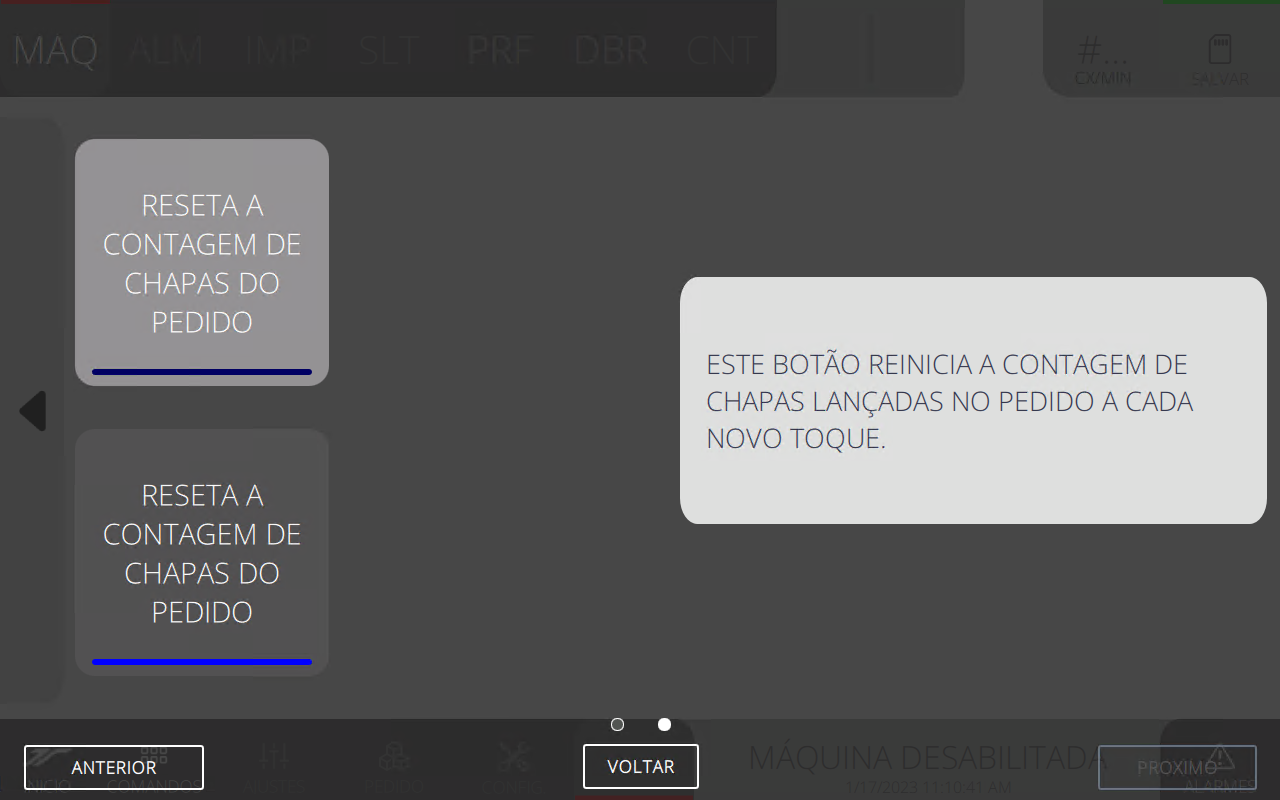 MAQ ALM IMP SLT PRF DBR CNT
#...
CX/MIN
SALVAR
RESETA A
CONTAGEM DE
CHAPAS DO
PEDIDO
ESTE BOTÃO REINICIA A CONTAGEM DE
CHAPAS LANÇADAS NO PEDIDO A CADA
NOVO TOQUE.
RESETA A
CONTAGEM DE
CHAPAS DO
PEDIDO
ANTERIOR
VOLTAR
PROXIMO
MÁQUINA DESABILITADA
1/17/2023 11:10:41 AM
INICIO
COMANDOS
AJUSTES
PEDIDO
CONFIG
ALARMES